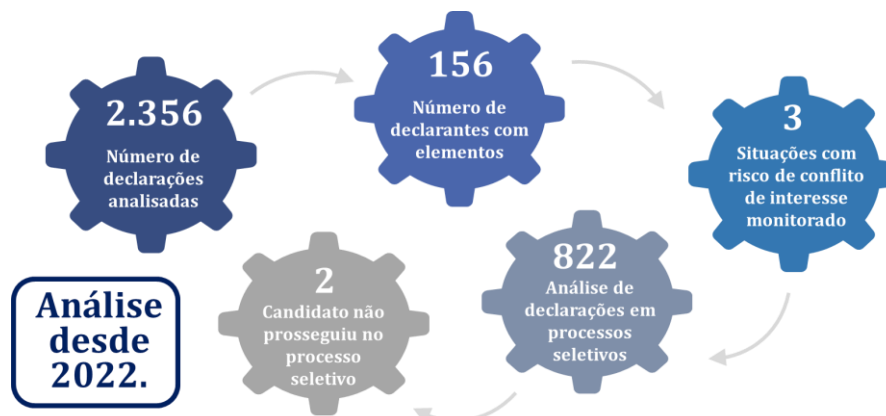 2.356
Número de
declarações
analisadas
156
Número de
declarantes com
elementos
3
Situações com
risco de conflito
de interesse
monitorado
822
Análise de
declarações em
processos
seletivos
2
Candidato não
prosseguiu no
processo
seletivo
Análise
desde
2022.